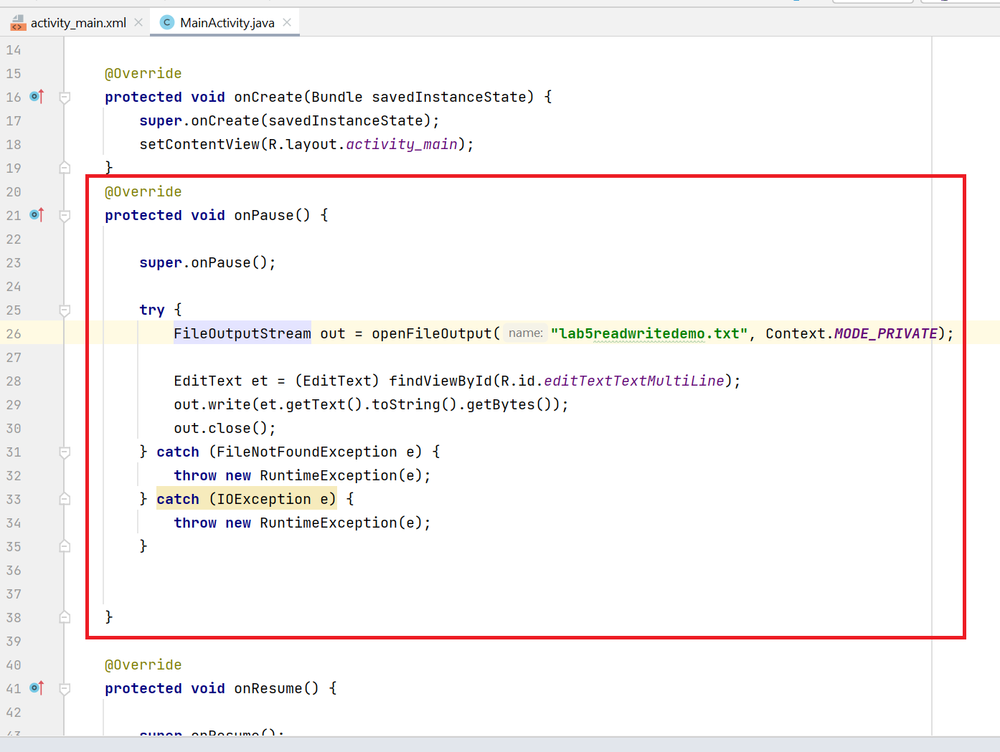 activity_main.xml
MainActivity.java
14
15 @Override
16 protected void onCreate(Bundle savedInstanceState) {
17 super.onCreate(savedInstanceState);
18 setContentView(R.layout.activity_main);
19 }
20 @Override
21 protected void onPause() {
22
23 super.onPause();
24
25 try {
26 FileOutputStream out = openFileOutput( name: "lab5readwritedemo.txt", Context.MODE_PRIVATE);
27
28 EditText et = (EditText) findViewById(R.id.editTextTextMultiLine);
29 out.write(et.getText().toString().getBytes());
30 out.close();
31 } catch (FileNotFoundException e) {
32 throw new RuntimeException(e);
33 } catch (IOException e) {
34 throw new RuntimeException(e);
35 }
36
37
38 }
39
40 @Override
41 protected void onResume() {
42
43 super.onResume();